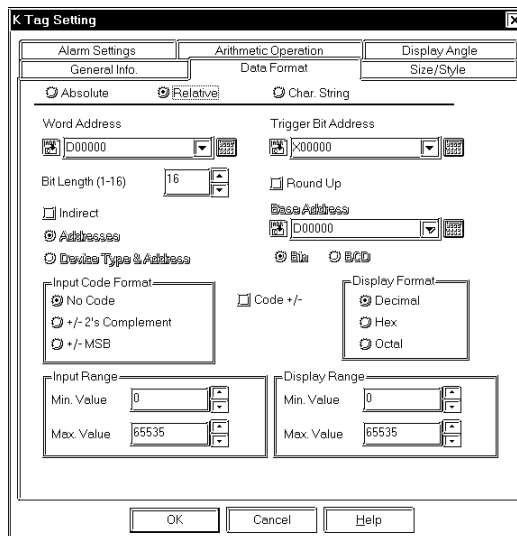 K Tag Setting
Alarm Settings Arithmetic Operation Display Angle
General Info. Data Format Size/Style
Absolute Relative Char. String
Word Address Trigger Bit Address
D00000 X00000
Bit Length (1-16) 16 Round Up
Indirect Base Address
D00000
Addresses Bin BCD
Device Type & Address
Input Code Format Display Format
No Code Code +/- Decimal
+/- 2's Complement Hex
+/- MSB Octal
Input Range Display Range
Min. Value 0 Min. Value 0
Max. Value 65535 Max. Value 65535
OK Cancel Help